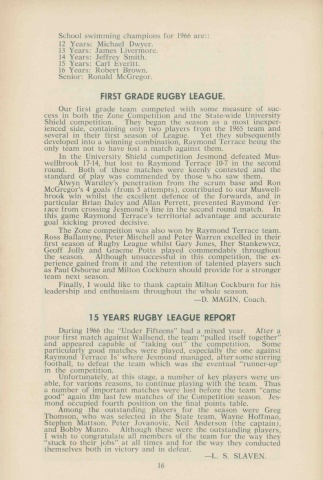 School swimming champions for 1966 are::
12 Years: Michael Dwyer.
13 Years: James Livermore.
14 Years: Jeffrey Smith.
15 Years: Carl Everitt.
16 Years: Robert Brown.
Senior: Ronald McGregor.
FIRST GRADE RUGBY LEAGUE.
Our first grade team competed with some measure of suc-
cess in both the Zone Competition and the State-wide University
Shield competition. They began the season as a most inexper-
ienced side, containing only two players from the 1965 team and
several in their first season of League. Yet they subsequently
developed into a winning combination, Raymond Terrace being the
only team not to have lost a match against them.
In the University Shield competition Jesmond defeated Mus-
wellbrook 17-14, but lost to Raymond Terrace 10-7 in the second
round. Both of these matches were keenly contested and the
standard of play was commended by those who saw them.
Alwyn Wardley's penetration from the scrum base and Ron
McGregor's 4 goals (from 5 attempts), contributed to our Muswell-
brook win, whilst the excellent defence of the forwards, and in
particular Brian Daley and Allan Porter, prevented Raymond Ter-
race from crossing Jesmond's line in the second round match. In
this game Raymond Terrace's territorial advantage and accurate
goal kicking proved decisive.
The Zone competition was also won by Raymond Terrace team.
Ross Ballantyne, Peter Mitchell and Peter Warren excelled in their
first season of Rugby League whilst Gary Jones, Iher Stankewycz,
Geoff Jolly and Graeme Potts played commendably throughout
the season. Although unsuccessful in this competition, the ex-
perience gained from it and the retention of talented players such
as Paul Osborne and Milton Cockburn should provide for a stronger
team next season.
Finally, I would like to thank captain Milton Cockburn for his
leadership and enthusiasm throughout the whole season.
—D. MAGIN, Coach.
15 YEARS RUGBY LEAGUE REPORT
During 1966 the "Under Fifteens" had a mixed year. After a
poor first match against Wallsend, the team "pulled itself together"
and appeared capable of "taking out" the competition. Some
particularly good matches were played, especially the one against
Raymond Terrace 'Is' where Jesmond managed, after some stirring
football, to defeat the team which was the eventual "runner-up"
in the competition.
Unfortunately, at this stage, a number of key players were un-
able, for various reasons, to continue playing with the team. Thus
a number of important matches were lost before the team "came
good" again the last few matches of the Competition season. Jes-
mond occupied fourth position on the final points table.
Among the outstanding players for the season were Greg
Thomson, who was selected in the State team, Wayne Hoffman,
Stephen Mattson, Peter Jovanovic, Neil Anderson (the captain),
and Bobby Munro. Although these were the outstanding players,
I wish to congratulate all members of the team for the way they
"stuck to their jobs" at all times and for the way they conducted
themselves both in victory and in defeat.
—L. S. SLAVEN.
16